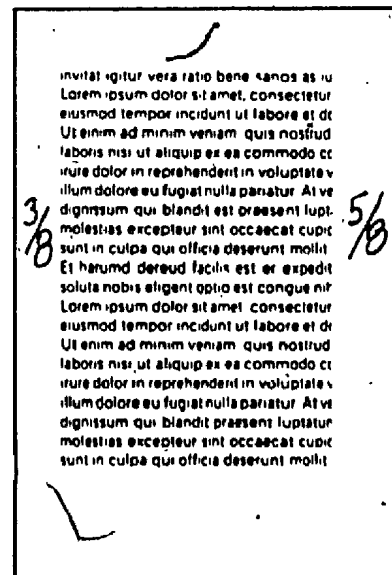 invitat igitur vera ratio bene sanos as iu
Lorem ipsum dolor sit amet, consectetur
eiusmod tempor incidunt ut labore et do
Ut enim ad minim veniam quis nostrud
laboris nisi ut aliquip ex ea commodo cc
irure dolor in reprehenderit in voluptate v
illum dolore eu fugiat nulla pariatur At ve
dignissum qui blandit est praesent lupt
3/8 5/8
molestias excepteur sint occaecat cupic
sunt in culpa qui officia deserunt mollit
Et harumd dereud facilis est er expedit
soluta nobis eligent optio est congue nih
Lorem ipsum dolor sit amet consectetur
eiusmod tempor incidunt ut labore et do
Ut enim ad minim veniam quis nostrud
laboris nisi ut aliquip ex ea commodo cc
irure dolor in reprehenderit in voluptate v
illum dolore eu fugiat nulla pariatur At ve
dignissum qui blandit praesent luptatur
molestias excepteur sint occaecat cupic
sunt in culpa qui officia deserunt mollit